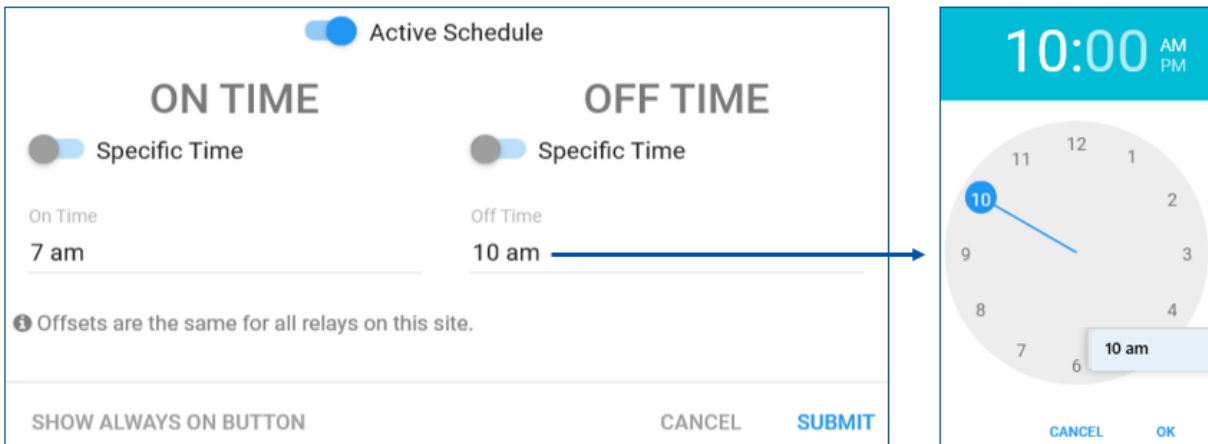 Active Schedule
ON TIME
OFF TIME
Specific Time
Specific Time
On Time
Off Time
7 am
10 am
Offsets are the same for all relays on this site.
SHOW ALWAYS ON BUTTON
CANCEL
SUBMIT
10:00 AM
PM
12
11
1
10
2
9
3
8
4
7
6
10 am
CANCEL
OK